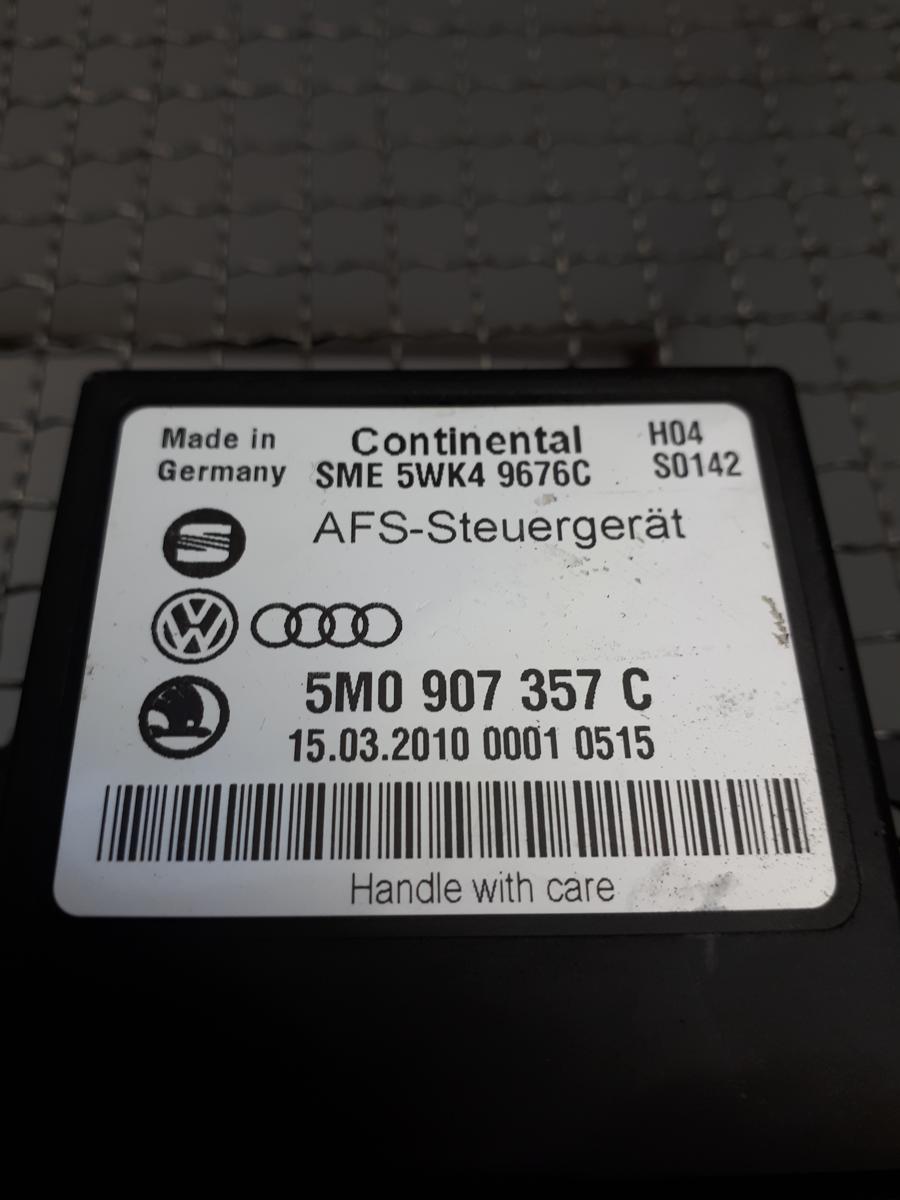 Made in Germany
Continental
SME 5WK4 9676C
H04
S0142
AFS-Steuergerät
5M0 907 357 C
15.03.2010 0001 0515
Handle with care